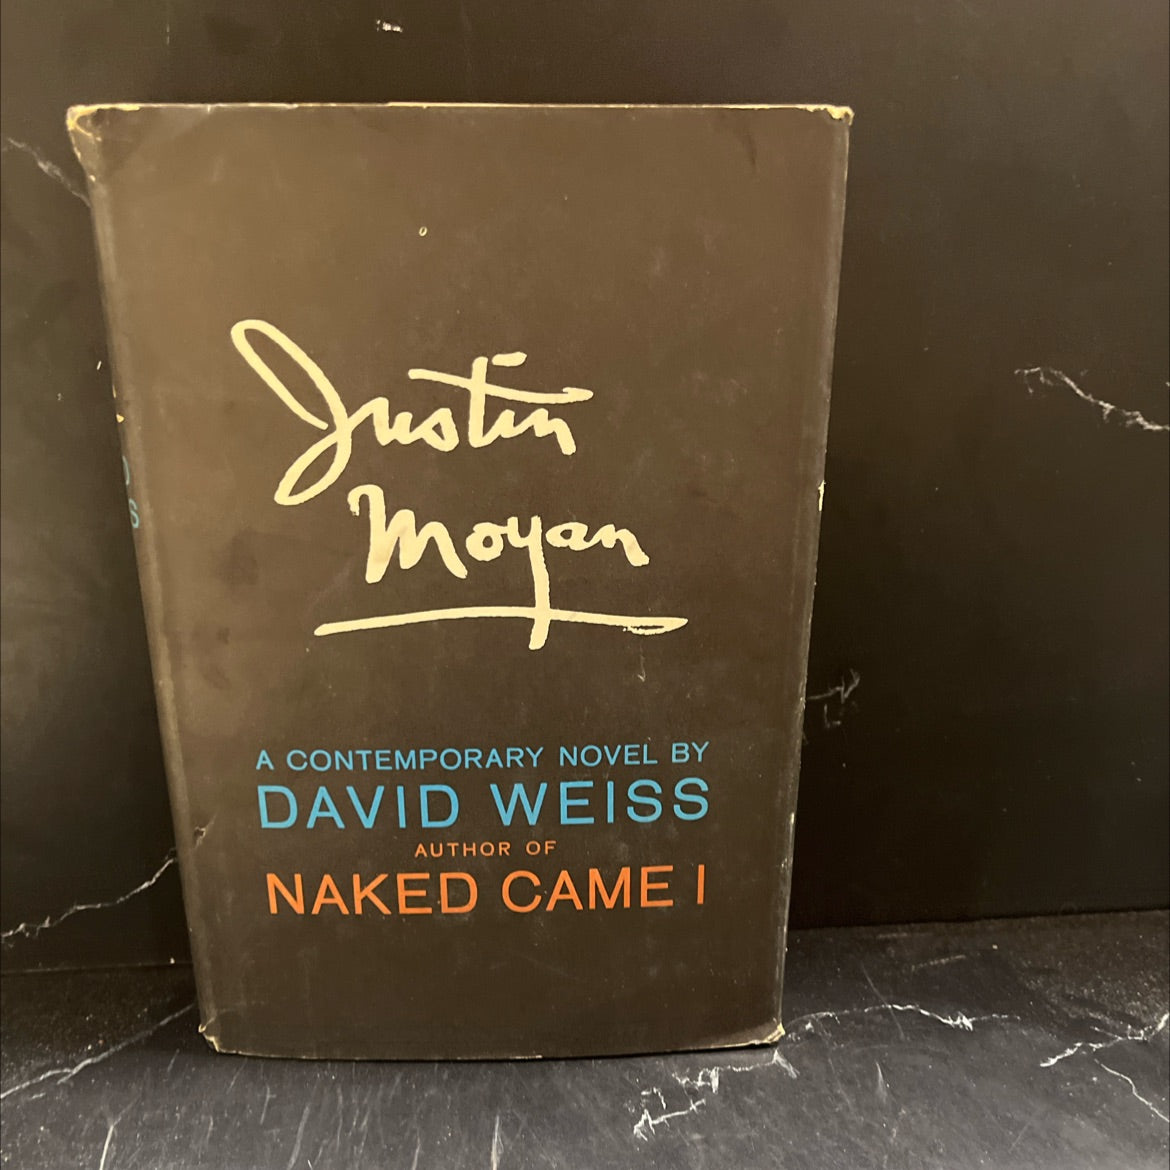 Justin
Moyan
A CONTEMPORARY NOVEL BY
DAVID WEISS
AUTHOR OF
NAKED CAME I